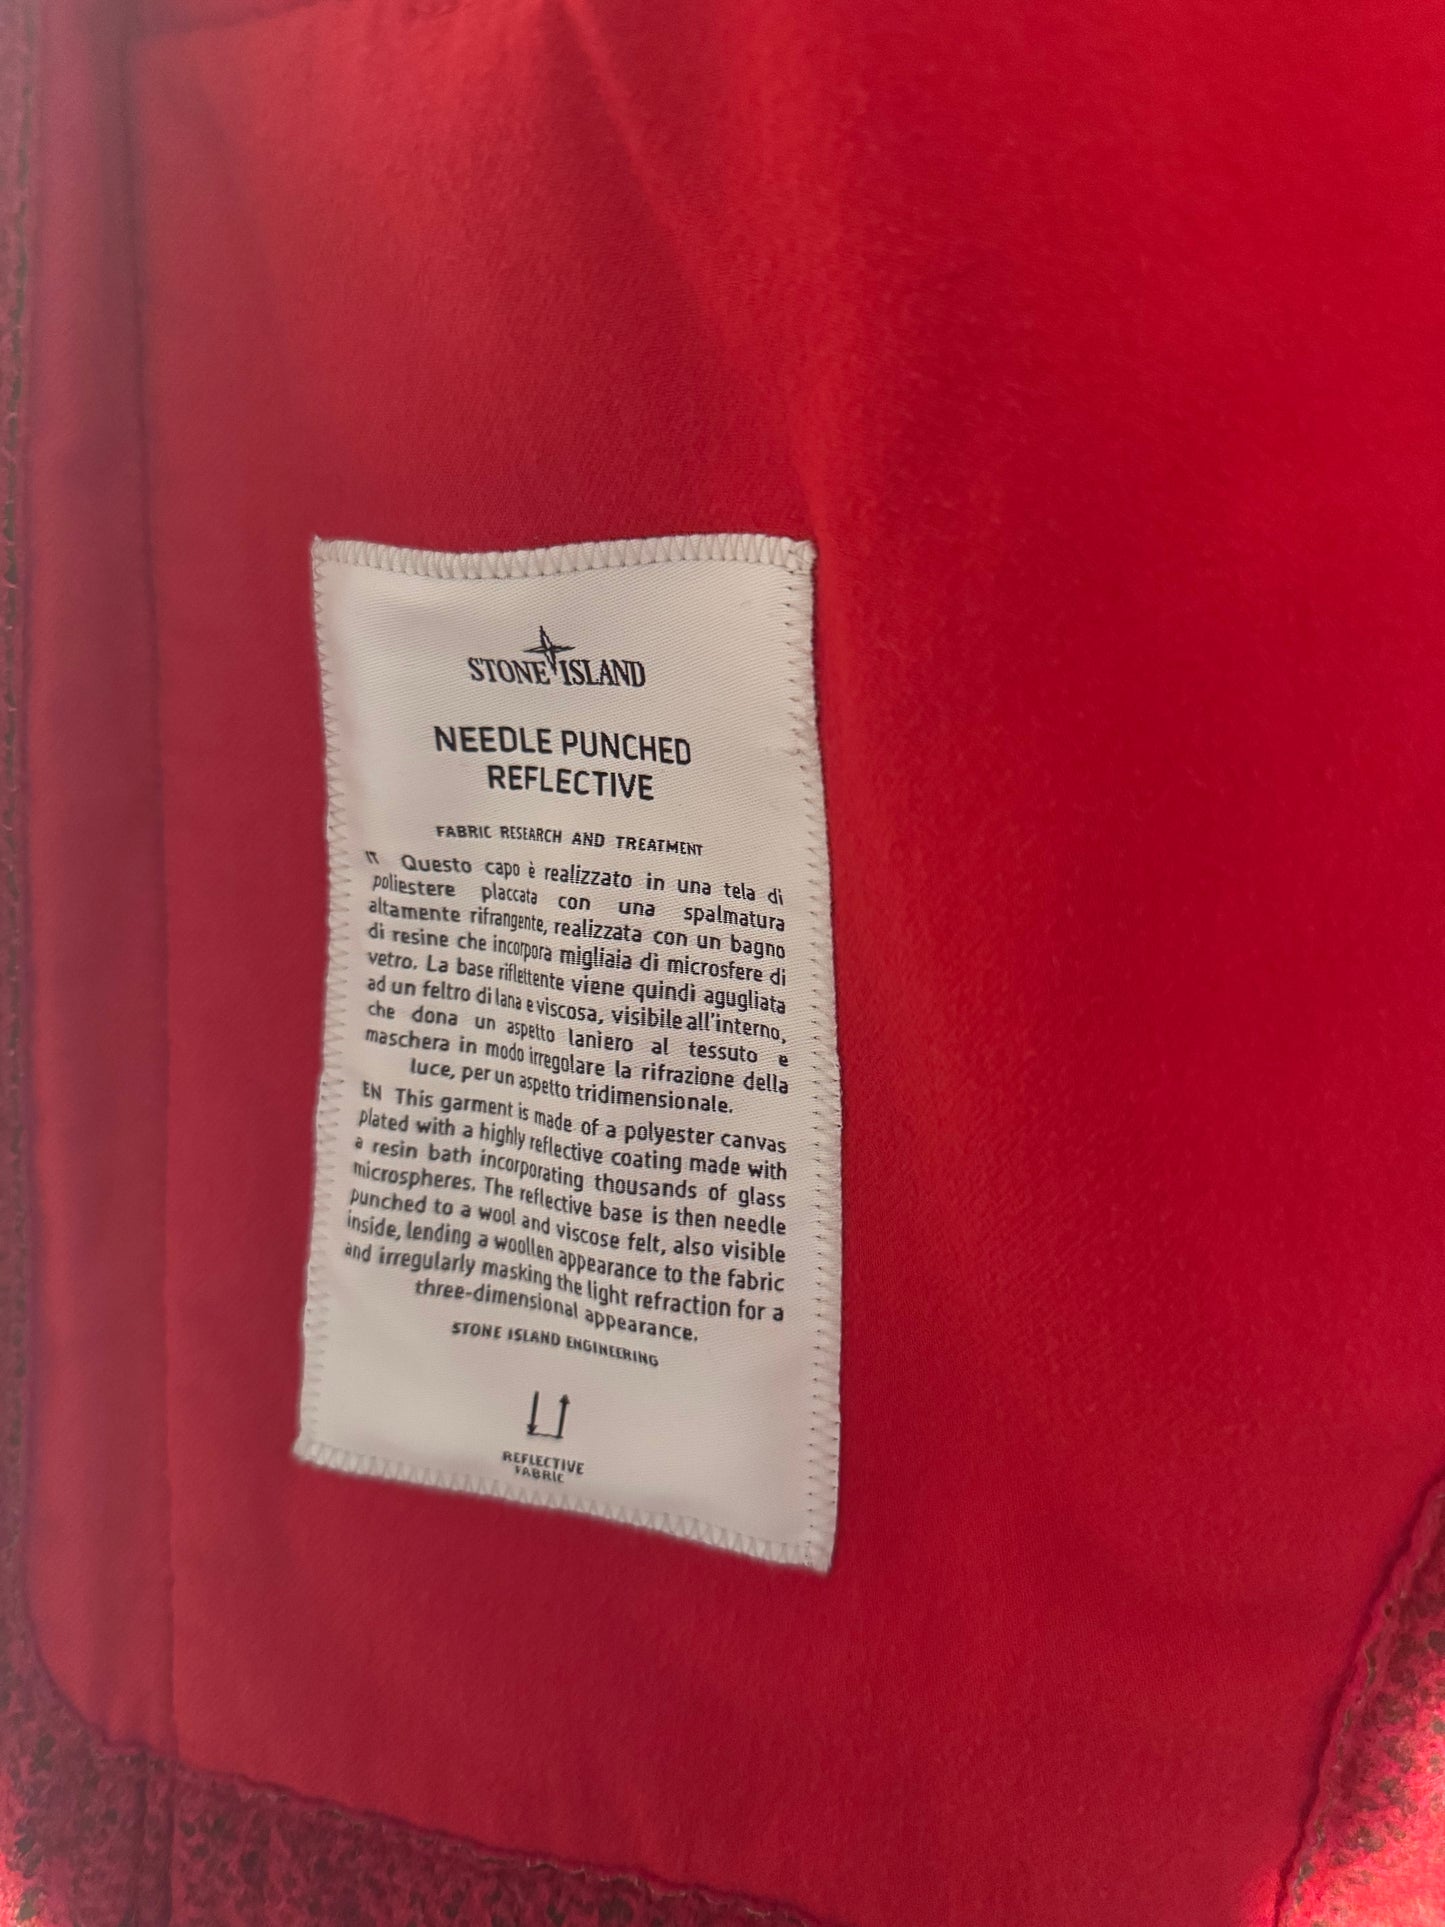 STONE ISLAND
NEEDLE PUNCHED
REFLECTIVE
FABRIC RESEARCH AND TREATMENT
IT Questo capo è realizzato in una tela di
poliestere placcata con una spalmatura
altamente rifrangente, realizzata con un bagno
di resine che incorpora migliaia di microsfere di
vetro. La base riflettente viene quindi agugliata
ad un feltro di lana e viscosa, visibile all'interno,
che dona un aspetto laniero al tessuto e
maschera in modo irregolare la rifrazione della
luce, per un aspetto tridimensionale.
EN This garment is made of a polyester canvas
plated with a highly reflective coating made with
a resin bath incorporating thousands of glass
microspheres. The reflective base is then needle
punched to a wool and viscose felt, also visible
inside, lending a woollen appearance to the fabric
and irregularly masking the light refraction for a
three-dimensional appearance.
STONE ISLAND ENGINEERING
REFLECTIVE
FABRIC